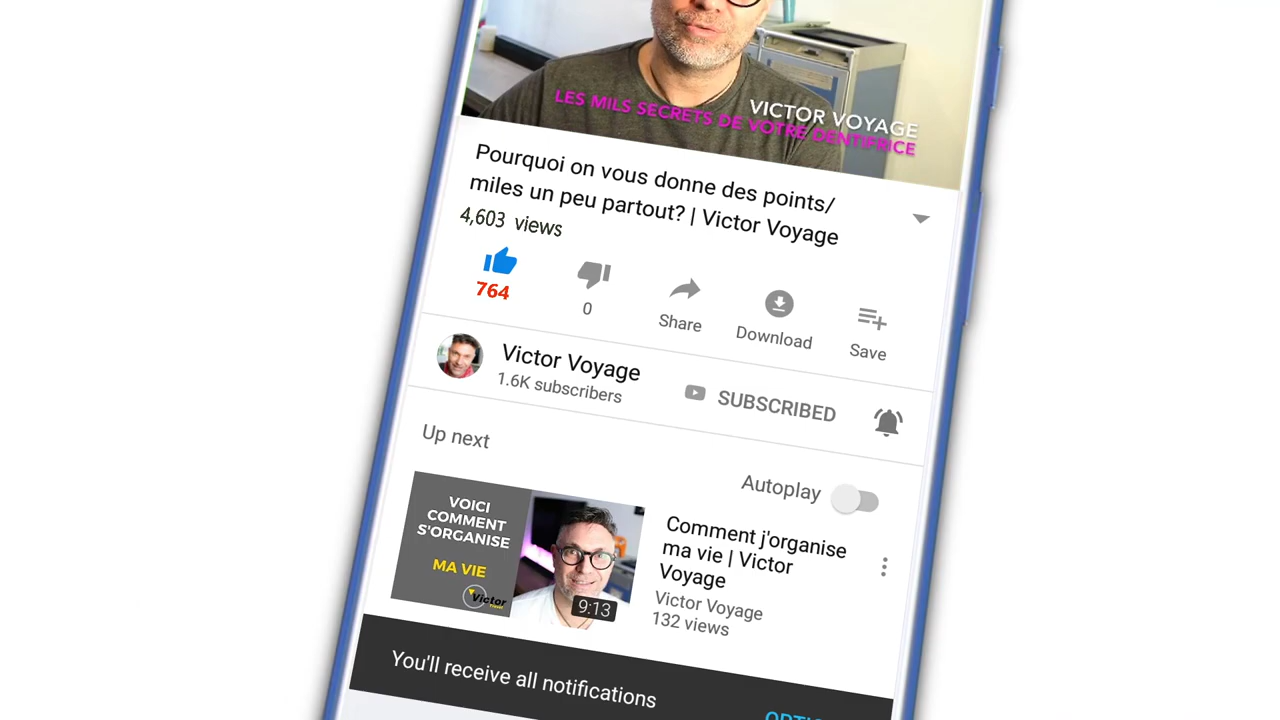 VICTOR VOYAGE
LES MILS SECRETS DE VOTRE DENTIFRICE
Pourquoi on vous donne des points/
miles un peu partout? | Victor Voyage
4,603 views
764
0
Share
Download
Save
Victor Voyage
1.6K subscribers
SUBSCRIBED
Up next
Autoplay
VOICI
COMMENT
S'ORGANISE
MA VIE
Victor
9:13
Comment j'organise
ma vie | Victor
Voyage
Victor Voyage
132 views
You'll receive all notifications